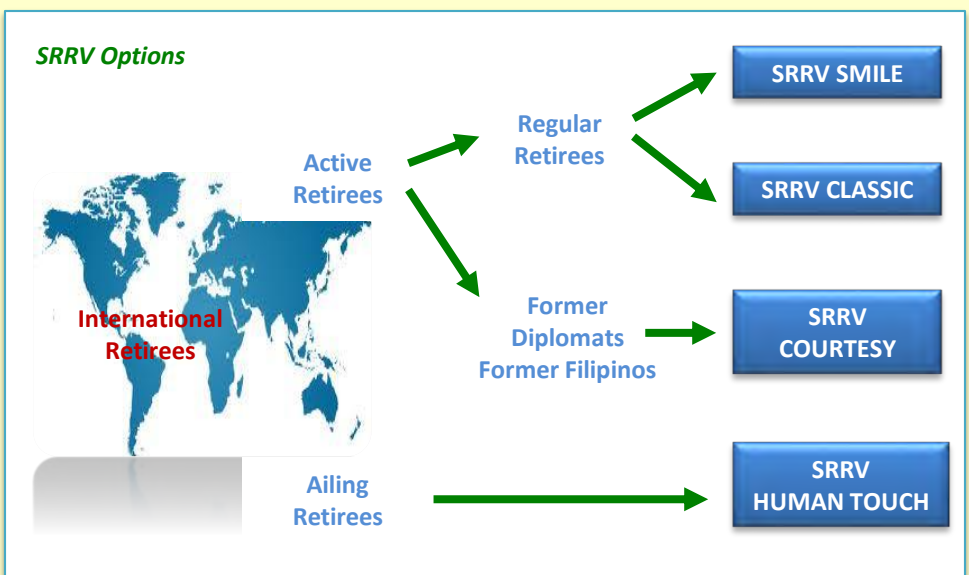 SRRV Options
SRRV SMILE
Regular
Retirees
Active
Retirees
SRRV CLASSIC
International
Retirees
Former
Diplomats
Former Filipinos
SRRV
COURTESY
Ailing
Retirees
SRRV
HUMAN TOUCH